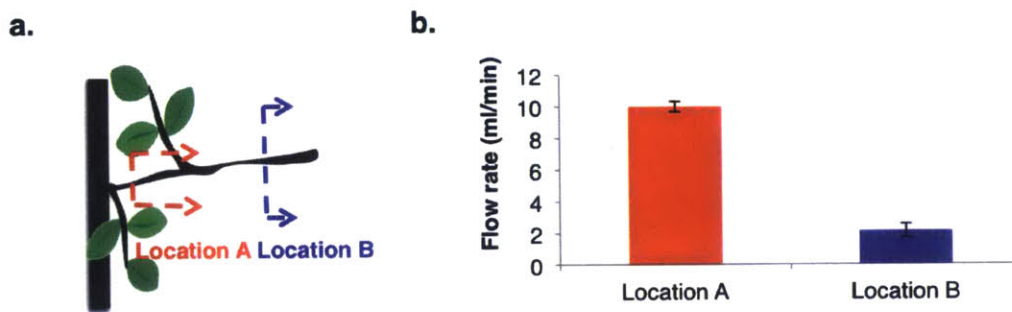 a.
Location A Location B
b.
Flow rate (ml/min)
12
10
8
6
4
2
0
Location A
Location B